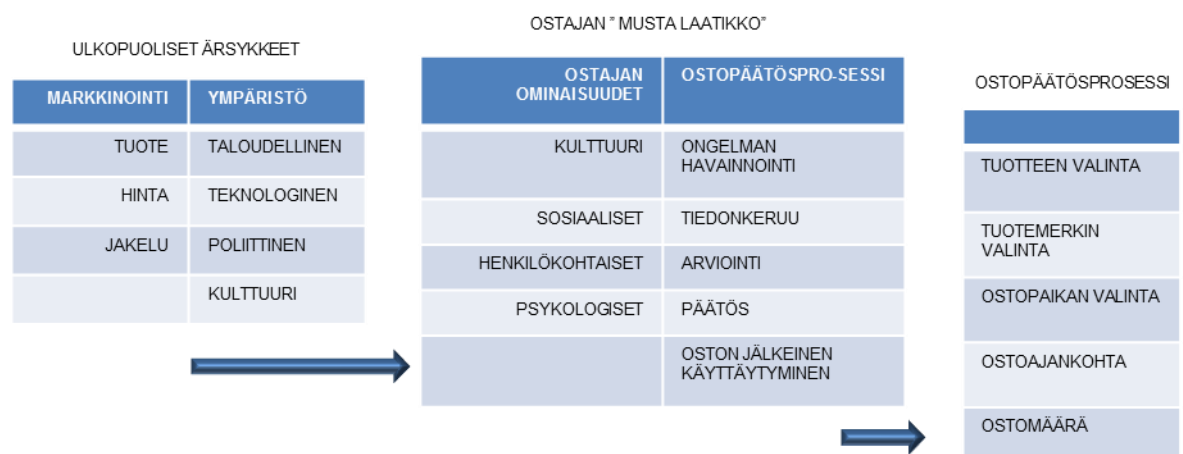 OSTAJAN ” MUSTA LAATIKKO”
ULKOPUOLISET ÄRSYKKEET
MARKKINOINTI YMPÄRISTÖ
TUOTE TALOUDELLINEN
HINTA TEKNOLOGINEN
JAKELU POLIITTINEN
KULTTUURI
OSTAJAN
OMINAISUUDET
OSTOPÄÄTÖSPRO-SESSI
KULTTUURI
ONGELMAN
HAVAINNOINTI
SOSIAALISET TIEDONKERUU
HENKILÖKOHTAISET ARVIOINTI
PSYKOLOGISET PÄÄTÖS
OSTON JÄLKEINEN
KÄYTTÄYTYMINEN
OSTOPÄÄTÖSPROSESSI
TUOTTEEN VALINTA
TUOTEMERKIN
VALINTA
OSTOPAIKAN VALINTA
OSTOAJANKOHTA
OSTOMÄÄRÄ